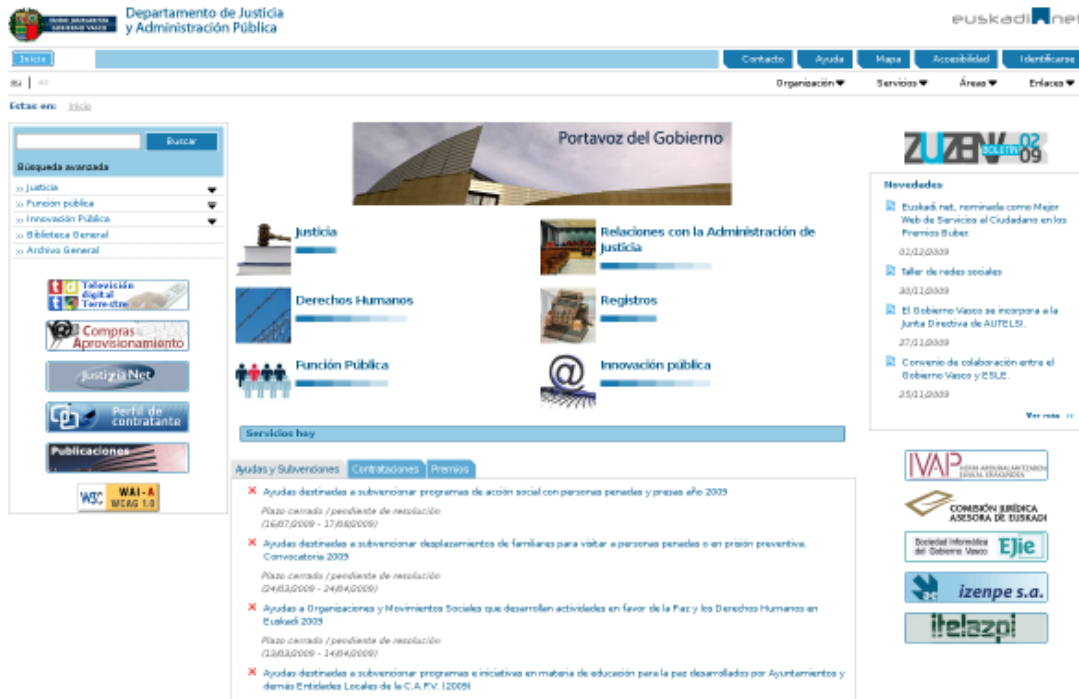 EUSKO JAURLARITZA
GOBIERNO VASCO
Departamento de Justicia
y Administración Pública
euskadi.net
Inicio
Contacto
Ayuda
Mapa
Accesibilidad
Identificarse
eu | es
Organización
Servicios
Áreas
Enlaces
Estas en: Inicio
Buscar
Búsqueda avanzada
Justicia
Función pública
Innovación Pública
Biblioteca General
Archivo General
Televisión
digital
Terrestre
Compras
Aprovisionamiento
JustiziaNet
Perfil de
contratante
Publicaciones
W3C WAI-A
WCAG 1.0
Portavoz del Gobierno
Justicia
Relaciones con la Administración de
Justicia
Derechos Humanos
Registros
Función Pública
Innovación pública
Servicios hoy
Ayudas y Subvenciones
Contrataciones
Premios
Ayudas destinadas a subvencionar programas de acción social con personas penadas y presas año 2009
Plazo cerrado / pendiente de resolución
(16/07/2009 - 17/08/2009)
Ayudas destinadas a subvencionar desplazamientos de familiares para visitar a personas penadas o en prisión preventiva.
Convocatoria 2009
Plazo cerrado / pendiente de resolución
(24/03/2009 - 24/04/2009)
Ayudas a Organizaciones y Movimientos Sociales que desarrollan actividades en favor de la Paz y los Derechos Humanos en
Euskadi 2009
Plazo cerrado / pendiente de resolución
(13/03/2009 - 14/04/2009)
Ayudas destinadas a subvencionar programas e iniciativas en materia de educación para la paz desarrollados por Ayuntamientos y
demás Entidades Locales de la C.A.P.V. (2009)
ZUZEN
BOLETÍN
02
09
Novedades
Euskadi.net, nominada como Mejor
Web de Servicios al Ciudadano en los
Premios Buber.
01/12/2009
Taller de redes sociales
30/11/2009
El Gobierno Vasco se incorpora a la
Junta Directiva de AUTELSI.
27/11/2009
Convenio de colaboración entre el
Gobierno Vasco y ESLE.
25/11/2009
Ver más
IVAP
COMISIÓN JURÍDICA
ASESORA DE EUSKADI
Sociedad Informática
del Gobierno Vasco
EJie
izenpe s.a.
itelazpi